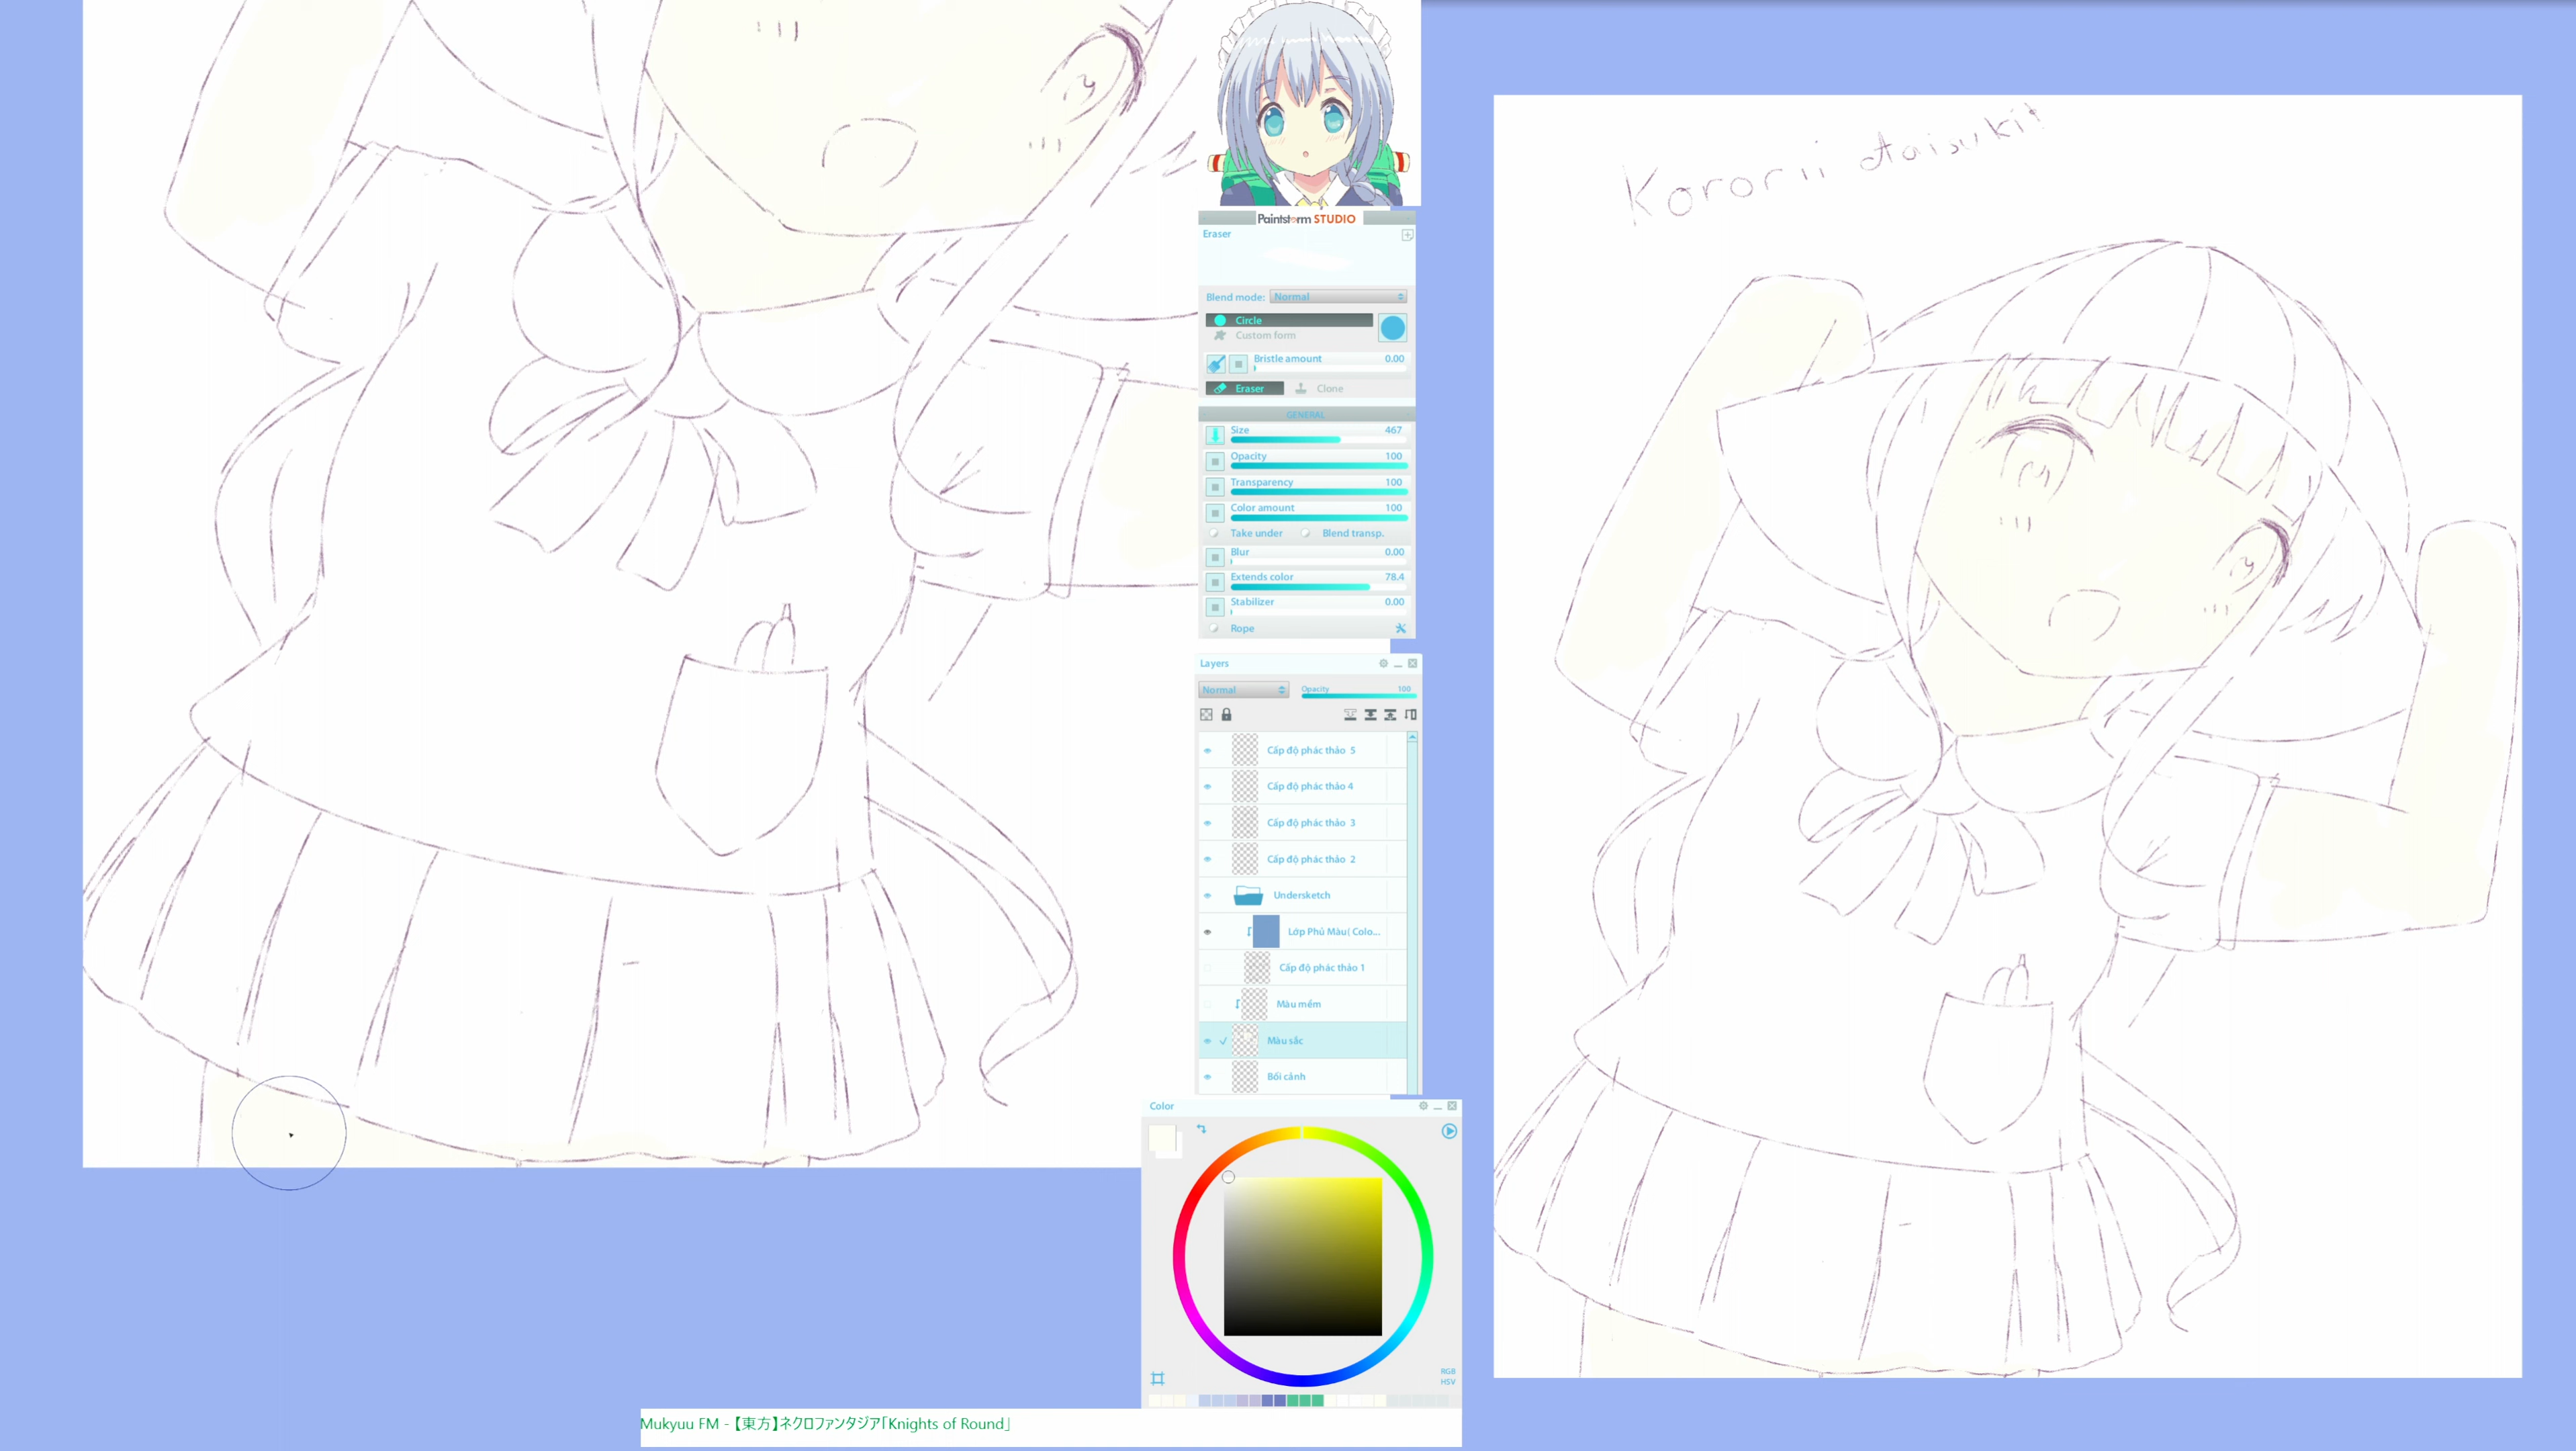 Kororii daisuki!
Paintstorm STUDIO
Eraser
Blend mode: Normal
Circle
Custom form
Bristle amount 0.00
Eraser Clone
GENERAL
Size 467
Opacity 100
Transparency 100
Color amount 100
Take under Blend transp.
Blur 0.00
Extends color 78.4
Stabilizer 0.00
Rope
Layers
Normal Opacity 100
Cấp độ phác thảo 5
Cấp độ phác thảo 4
Cấp độ phác thảo 3
Cấp độ phác thảo 2
Undersketch
Lớp Phủ Màu( Colo...
Cấp độ phác thảo 1
Màu mềm
Màu sắc
Bối cảnh
Color
RGB
HSV
Mukyuu FM - 【東方】ネクロファンタジア「Knights of Round」